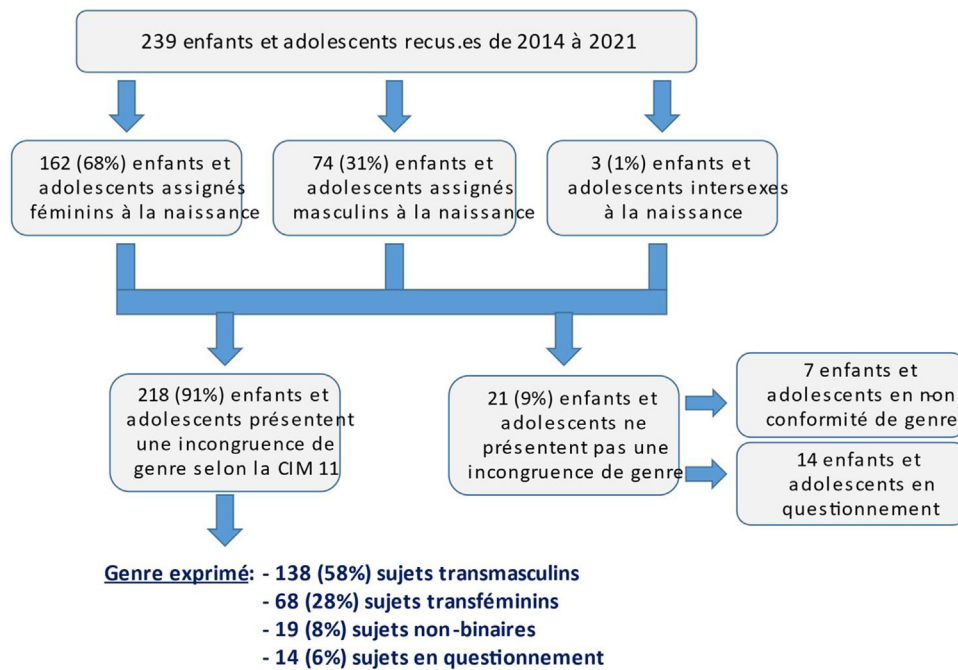 239 enfants et adolescents recus.es de 2014 à 2021
162 (68%) enfants et
adolescents assignés
féminins à la naissance
74 (31%) enfants et
adolescents assignés
masculins à la naissance
3 (1%) enfants et
adolescents intersexes
à la naissance
218 (91%) enfants et
adolescents présentent
une incongruence de
genre selon la CIM 11
21 (9%) enfants et
adolescents ne
présentent pas une
incongruence de genre
7 enfants et
adolescents en non
conformité de genre
14 enfants et
adolescents en
questionnement
Genre exprimé: - 138 (58%) sujets transmasculins
- 68 (28%) sujets transféminins
- 19 (8%) sujets non-binaires
- 14 (6%) sujets en questionnement